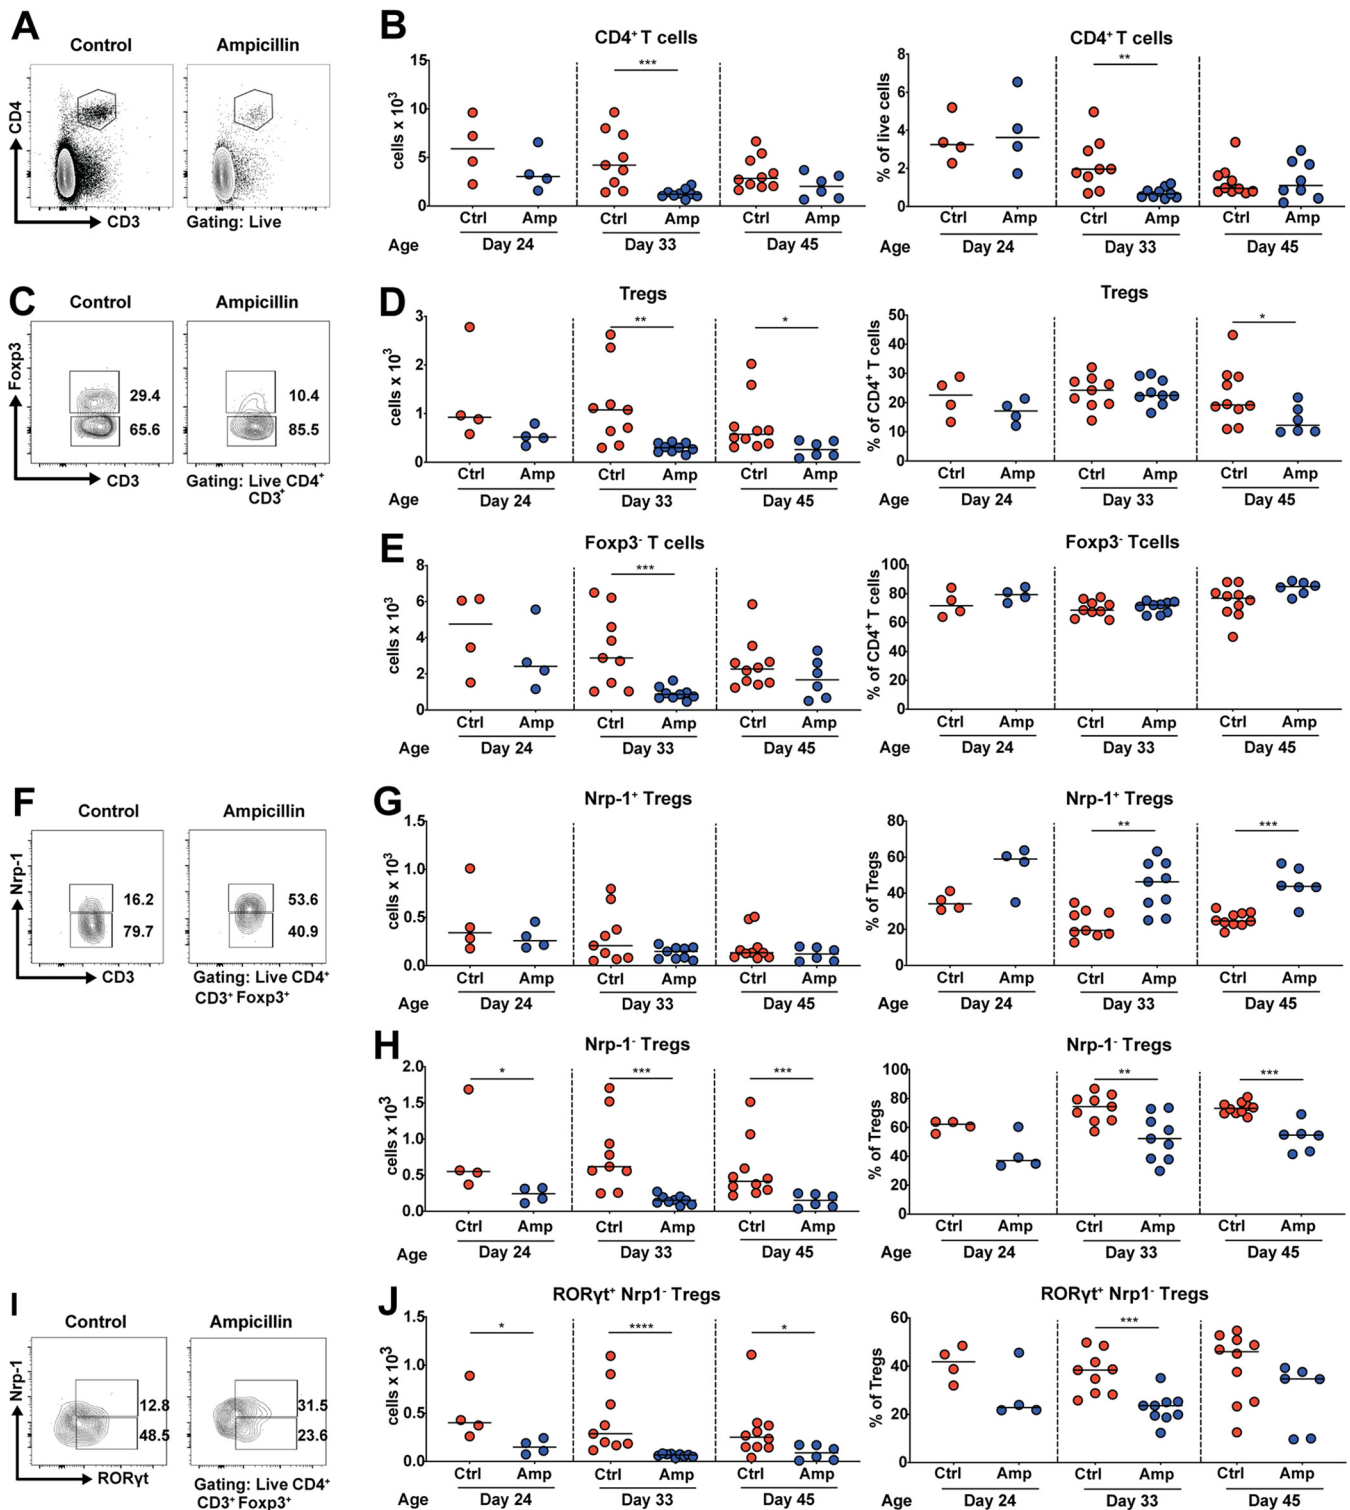 A
Control
Ampicillin
CD4
CD3
Gating: Live
B
CD4⁺ T cells
cells x 10³
15
10
5
0
***
Ctrl Amp Ctrl Amp Ctrl Amp
Age Day 24 Day 33 Day 45
CD4⁺ T cells
% of live cells
8
6
4
2
0
**
Ctrl Amp Ctrl Amp Ctrl Amp
Day 24 Day 33 Day 45
C
Control
Ampicillin
Foxp3
29.4
65.6
10.4
85.5
CD3
Gating: Live CD4⁺
CD3⁺
D
Tregs
cells x 10³
3
2
1
0
** *
Ctrl Amp Ctrl Amp Ctrl Amp
Age Day 24 Day 33 Day 45
Tregs
% of CD4⁺ T cells
50
40
30
20
10
0
*
Ctrl Amp Ctrl Amp Ctrl Amp
Day 24 Day 33 Day 45
E
Foxp3⁻ T cells
cells x 10³
8
6
4
2
0
***
Ctrl Amp Ctrl Amp Ctrl Amp
Age Day 24 Day 33 Day 45
Foxp3⁻ Tcells
% of CD4⁺ T cells
100
80
60
40
20
0
Ctrl Amp Ctrl Amp Ctrl Amp
Day 24 Day 33 Day 45
F
Control
Ampicillin
Nrp-1
16.2
79.7
53.6
40.9
CD3
Gating: Live CD4⁺
CD3⁺ Foxp3⁺
G
Nrp-1⁺ Tregs
cells x 10³
1.5
1.0
0.5
0.0
Ctrl Amp Ctrl Amp Ctrl Amp
Age Day 24 Day 33 Day 45
Nrp-1⁺ Tregs
% of Tregs
80
60
40
20
0
** ***
Ctrl Amp Ctrl Amp Ctrl Amp
Day 24 Day 33 Day 45
H
Nrp-1⁻ Tregs
cells x 10³
2.0
1.5
1.0
0.5
0.0
* *** ***
Ctrl Amp Ctrl Amp Ctrl Amp
Age Day 24 Day 33 Day 45
Nrp-1⁻ Tregs
% of Tregs
100
80
60
40
20
0
** ***
Ctrl Amp Ctrl Amp Ctrl Amp
Day 24 Day 33 Day 45
I
Control
Ampicillin
Nrp-1
12.8
48.5
31.5
23.6
RORγt
Gating: Live CD4⁺
CD3⁺ Foxp3⁺
J
RORγt⁺ Nrp1⁻ Tregs
cells x 10³
1.5
1.0
0.5
0.0
* **** *
Ctrl Amp Ctrl Amp Ctrl Amp
Age Day 24 Day 33 Day 45
RORγt⁺ Nrp1⁻ Tregs
% of Tregs
60
40
20
0
***
Ctrl Amp Ctrl Amp Ctrl Amp
Day 24 Day 33 Day 45